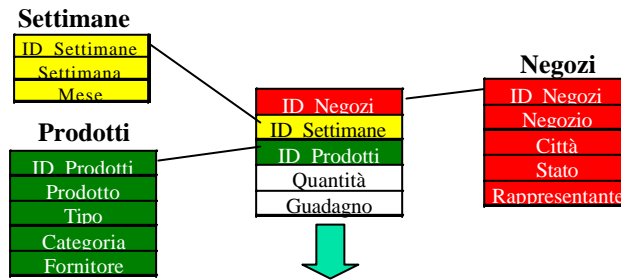 Settimane
ID_Settimane
Settimana
Mese
Prodotti
ID_Prodotti
Prodotto
Tipo
Categoria
Fornitore
ID_Negozi
ID_Settimane
ID_Prodotti
Quantità
Guadagno
Negozi
ID_Negozi
Negozio
Città
Stato
Rappresentante